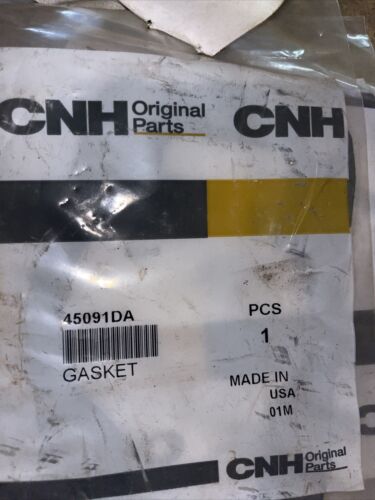 CNH Original Parts CNH
45091DA PCS
1
GASKET
MADE IN
USA
01M
CNH Original Parts